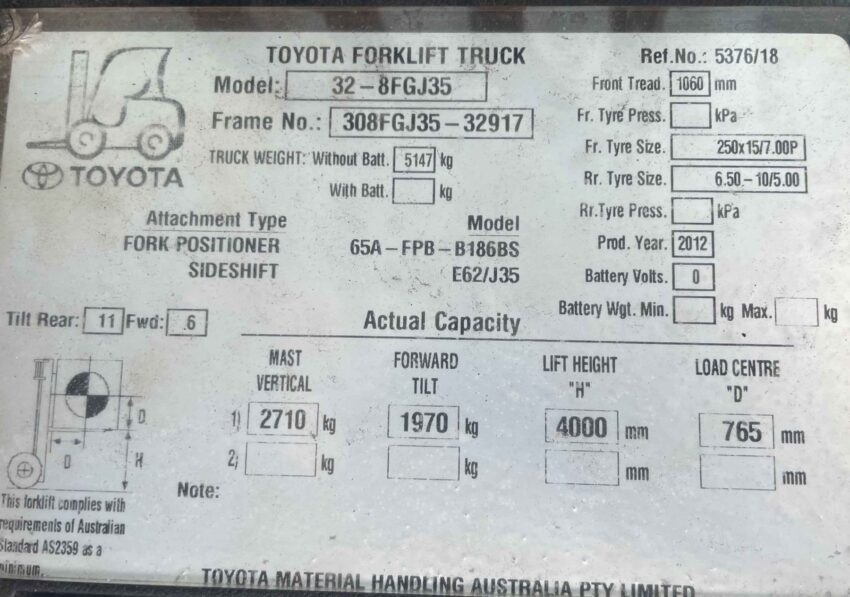 TOYOTA FORKLIFT TRUCK
Ref.No.: 5376/18
Model: 32-8FGJ35
Frame No.: 308FGJ35-32917
TRUCK WEIGHT: Without Batt. 5147 kg
With Batt. kg
TOYOTA
Front Tread. 1060 mm
Fr. Tyre Press. kPa
Fr. Tyre Size. 250x15/7.00P
Rr. Tyre Size. 6.50-10/5.00
Rr.Tyre Press. kPa
Prod. Year. 2012
Battery Volts. 0
Battery Wgt. Min. kg Max. kg
Attachment Type Model
FORK POSITIONER 65A-FPB-B186BS
SIDESHIFT E62/J35
Tilt Rear: 11 Fwd: 6
Actual Capacity
MAST VERTICAL
FORWARD TILT
LIFT HEIGHT "H"
LOAD CENTRE "D"
1) 2710 kg 1970 kg 4000 mm 765 mm
2) kg kg mm mm
D
D
H
Note:
This forklift complies with
requirements of Australian
Standard AS2359 as a
minimum.
TOYOTA MATERIAL HANDLING AUSTRALIA PTY LIMITED